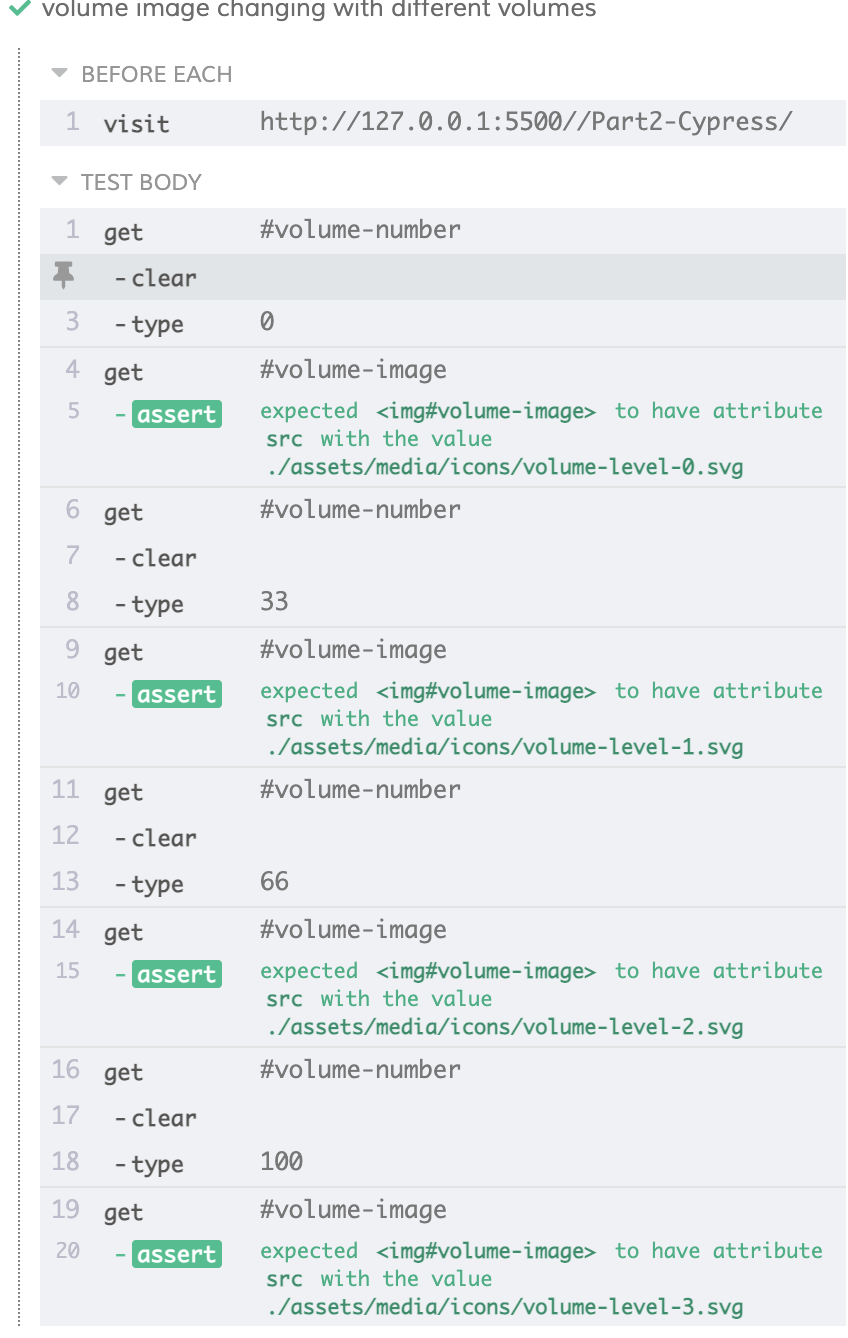 volume image changing with different volumes
BEFORE EACH
1 visit http://127.0.0.1:5500//Part2-Cypress/
TEST BODY
1 get #volume-number
-clear
3 -type 0
4 get #volume-image
5 -assert expected <img#volume-image> to have attribute
src with the value
./assets/media/icons/volume-level-0.svg
6 get #volume-number
7 -clear
8 -type 33
9 get #volume-image
10 -assert expected <img#volume-image> to have attribute
src with the value
./assets/media/icons/volume-level-1.svg
11 get #volume-number
12 -clear
13 -type 66
14 get #volume-image
15 -assert expected <img#volume-image> to have attribute
src with the value
./assets/media/icons/volume-level-2.svg
16 get #volume-number
17 -clear
18 -type 100
19 get #volume-image
20 -assert expected <img#volume-image> to have attribute
src with the value
./assets/media/icons/volume-level-3.svg